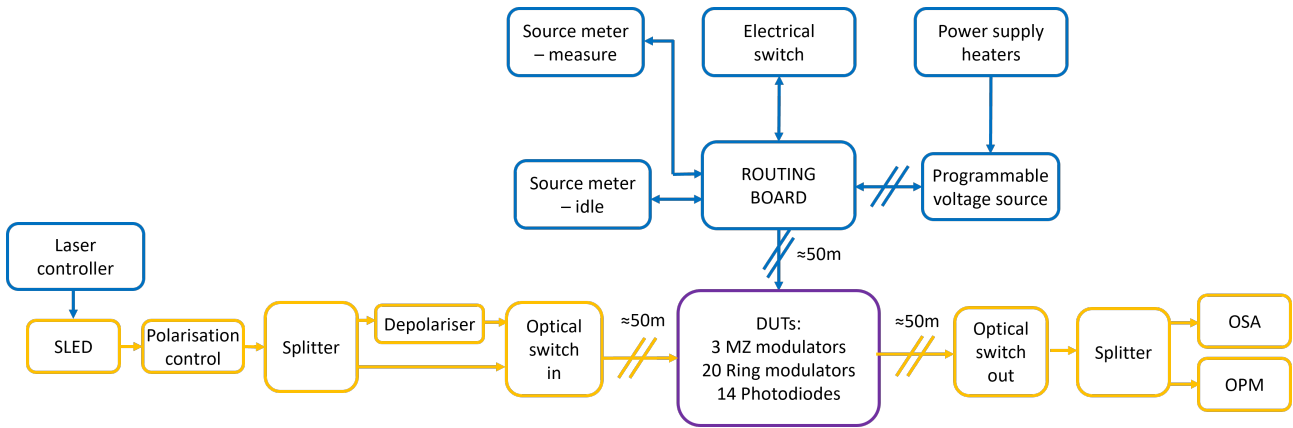 Source meter
– measure
Electrical
switch
Power supply
heaters
Source meter
– idle
ROUTING
BOARD
Programmable
voltage source
≈50m
Laser
controller
SLED
Polarisation
control
Splitter
Depolariser
Optical
switch
in
≈50m
DUTs:
3 MZ modulators
20 Ring modulators
14 Photodiodes
≈50m
Optical
switch
out
Splitter
OSA
OPM